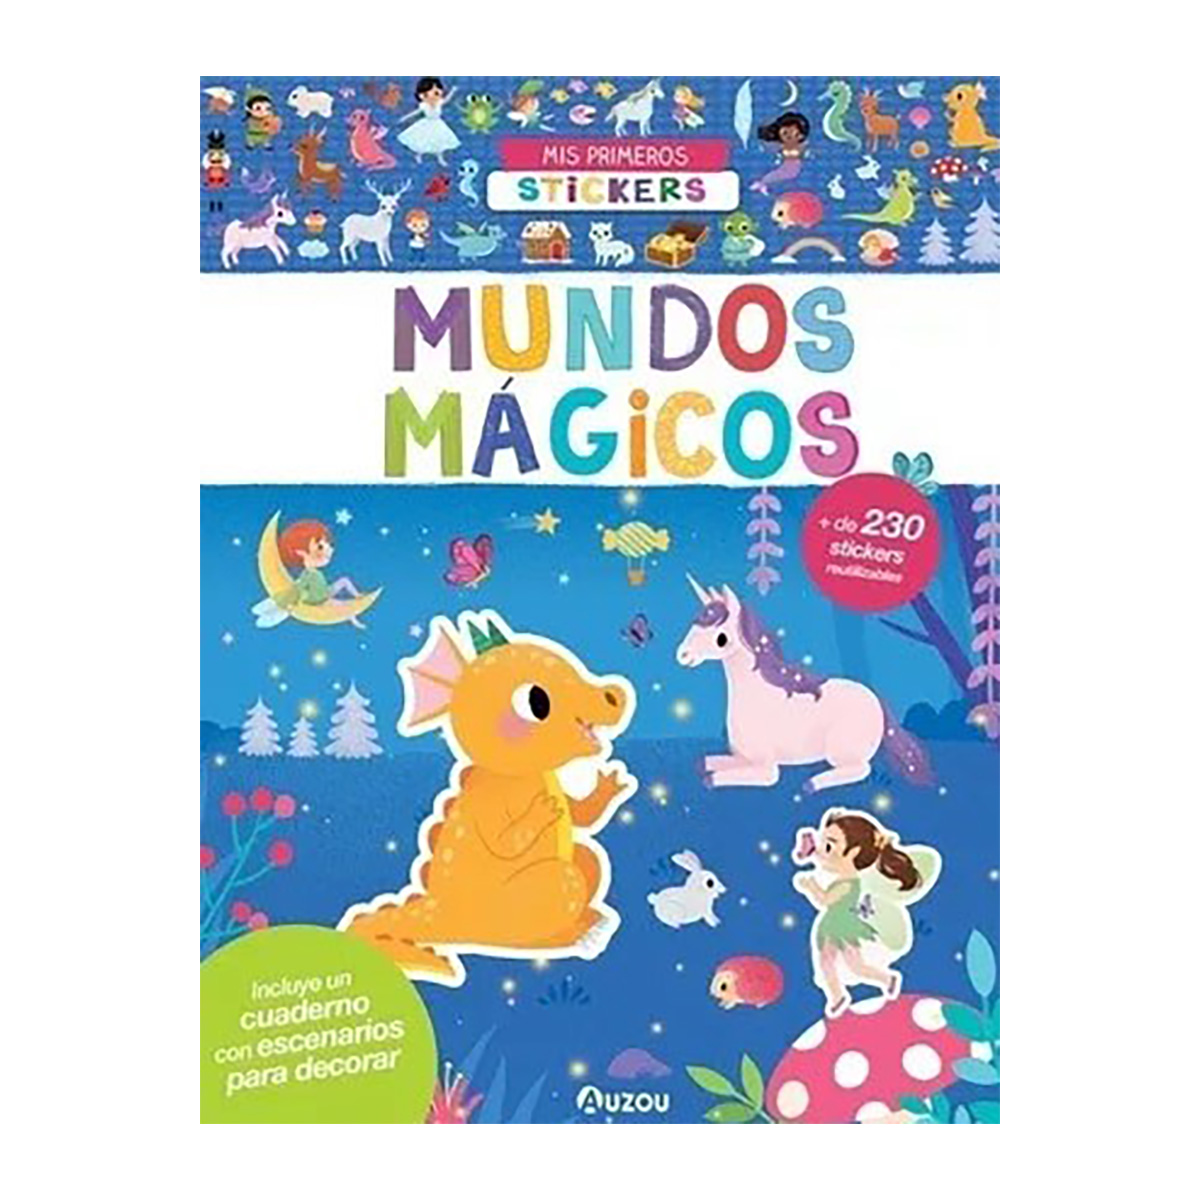 MIS PRIMEROS
STICKERS
MUNDOS
MÁGICOS
+ de 230
stickers
reutilizables
Incluye un
cuaderno
con escenarios
para decorar
AUZOU